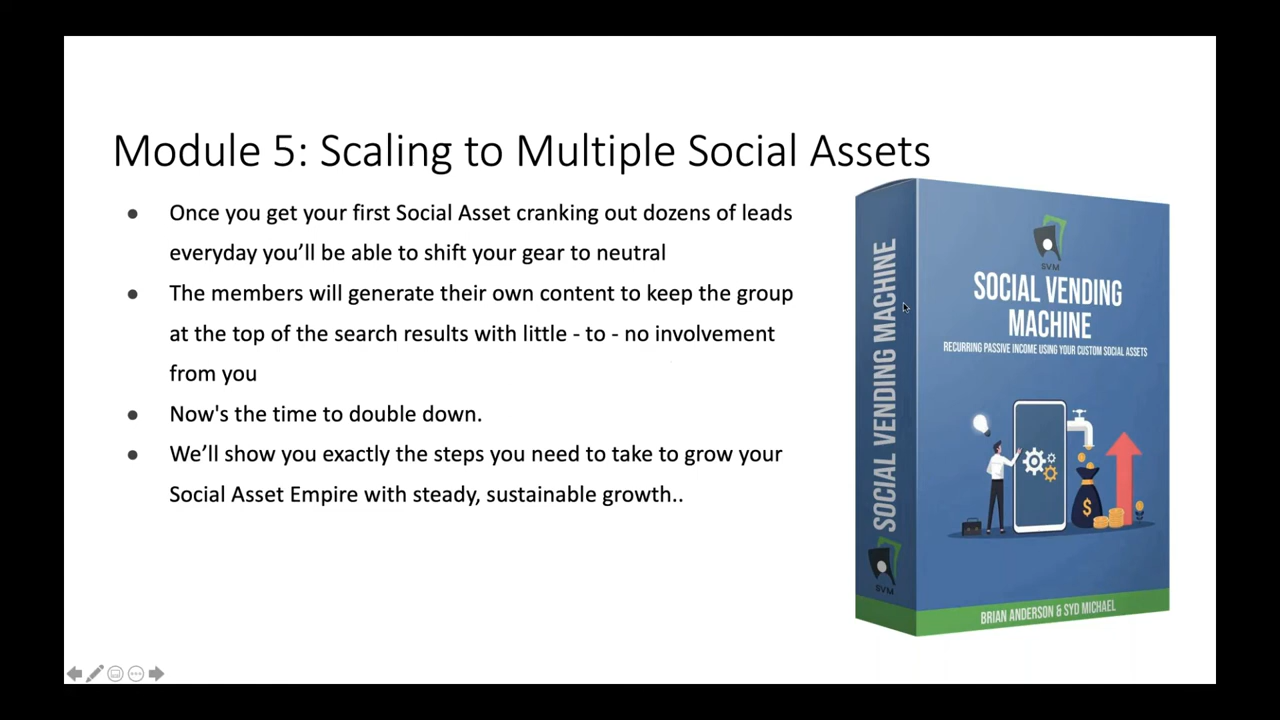 Module 5: Scaling to Multiple Social Assets
● Once you get your first Social Asset cranking out dozens of leads
everyday you’ll be able to shift your gear to neutral
● The members will generate their own content to keep the group
at the top of the search results with little - to - no involvement
from you
● Now's the time to double down.
● We’ll show you exactly the steps you need to take to grow your
Social Asset Empire with steady, sustainable growth..
SOCIAL VENDING MACHINE
SVM
SVM
SOCIAL VENDING
MACHINE
RECURRING PASSIVE INCOME USING YOUR CUSTOM SOCIAL ASSETS
$
BRIAN ANDERSON & SYD MICHAEL